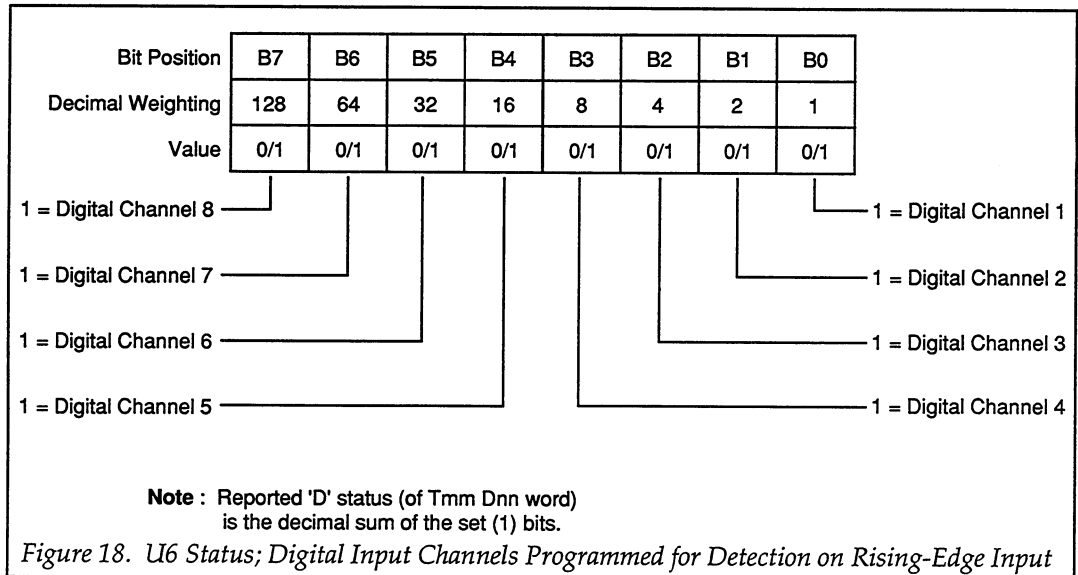 Bit Position B7 B6 B5 B4 B3 B2 B1 B0
Decimal Weighting 128 64 32 16 8 4 2 1
Value 0/1 0/1 0/1 0/1 0/1 0/1 0/1 0/1
1 = Digital Channel 8 1 = Digital Channel 1
1 = Digital Channel 7 1 = Digital Channel 2
1 = Digital Channel 6 1 = Digital Channel 3
1 = Digital Channel 5 1 = Digital Channel 4
Note : Reported 'D' status (of Tmm Dnn word)
is the decimal sum of the set (1) bits.
Figure 18. U6 Status; Digital Input Channels Programmed for Detection on Rising-Edge Input